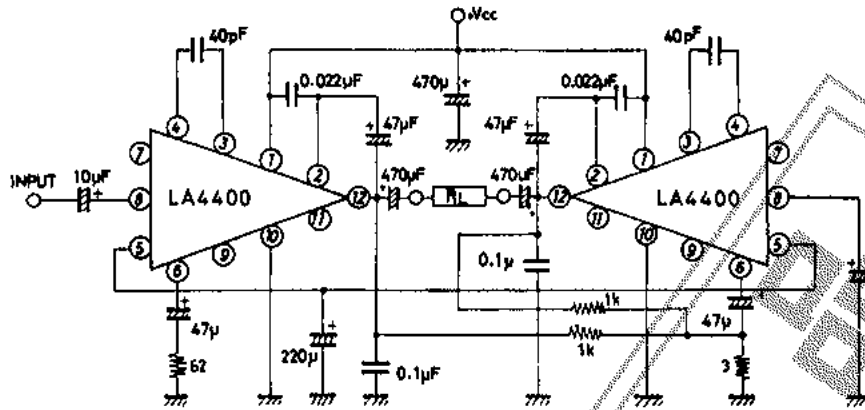 +Vcc
40pF
40pF
0.022µF
470µ
0.022µF
47µF
47µF
4
3
1
2
7
10µF
INPUT
8
LA4400
12
470µF
RL
470µF
12
LA4400
2
1
3
4
7
8
5
11
10
9
6
11
10
9
6
5
0.1µ
1k
47µ
62
220µ
0.1µF
1k
47µ
3